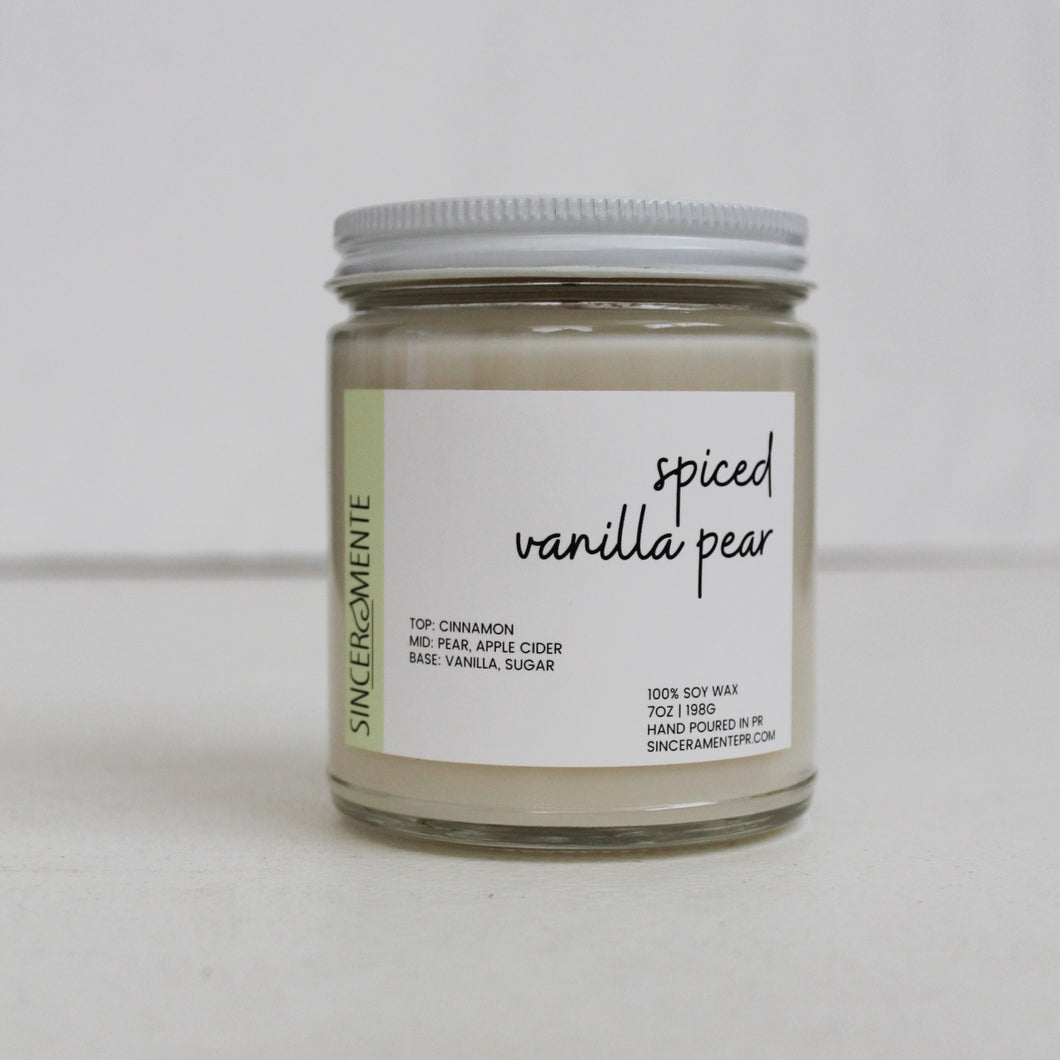 SINCERAMENTE
spiced
vanilla pear
TOP: CINNAMON
MID: PEAR, APPLE CIDER
BASE: VANILLA, SUGAR
100% SOY WAX
7OZ | 198G
HAND POURED IN PR
SINCERAMENTEPR.COM